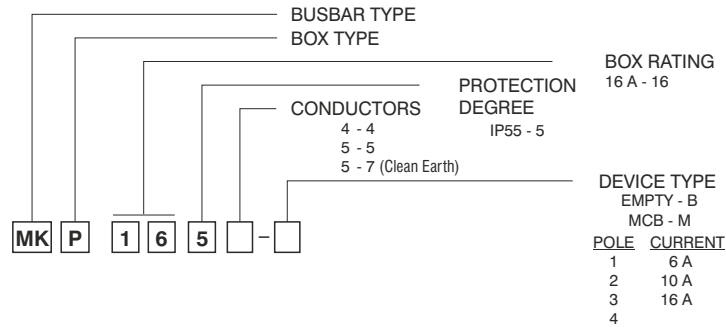 BUSBAR TYPE
BOX TYPE
BOX RATING
16 A - 16
PROTECTION
DEGREE
IP55 - 5
CONDUCTORS
4 - 4
5 - 5
5 - 7 (Clean Earth)
DEVICE TYPE
EMPTY - B
MCB - M
POLE CURRENT
1 6 A
2 10 A
3 16 A
4
MK P 1 6 5 -